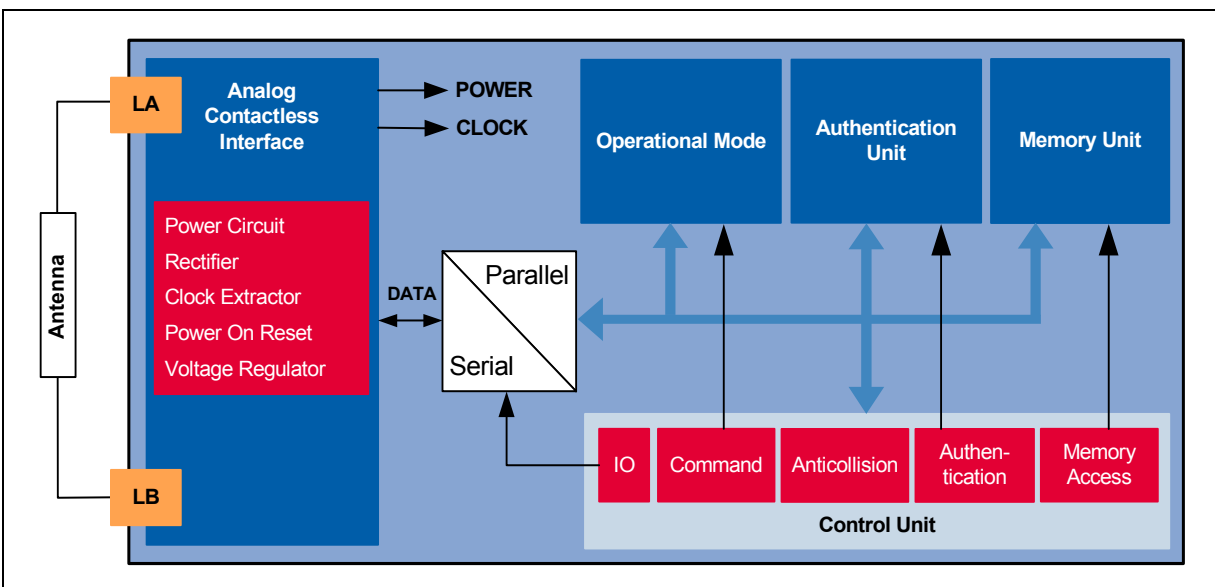 LA
Analog
Contactless
Interface
POWER
CLOCK
Operational Mode
Authentication
Unit
Memory Unit
Antenna
Power Circuit
Rectifier
Clock Extractor
Power On Reset
Voltage Regulator
DATA
Parallel
Serial
LB
IO
Command
Anticollision
Authen-
tication
Memory
Access
Control Unit